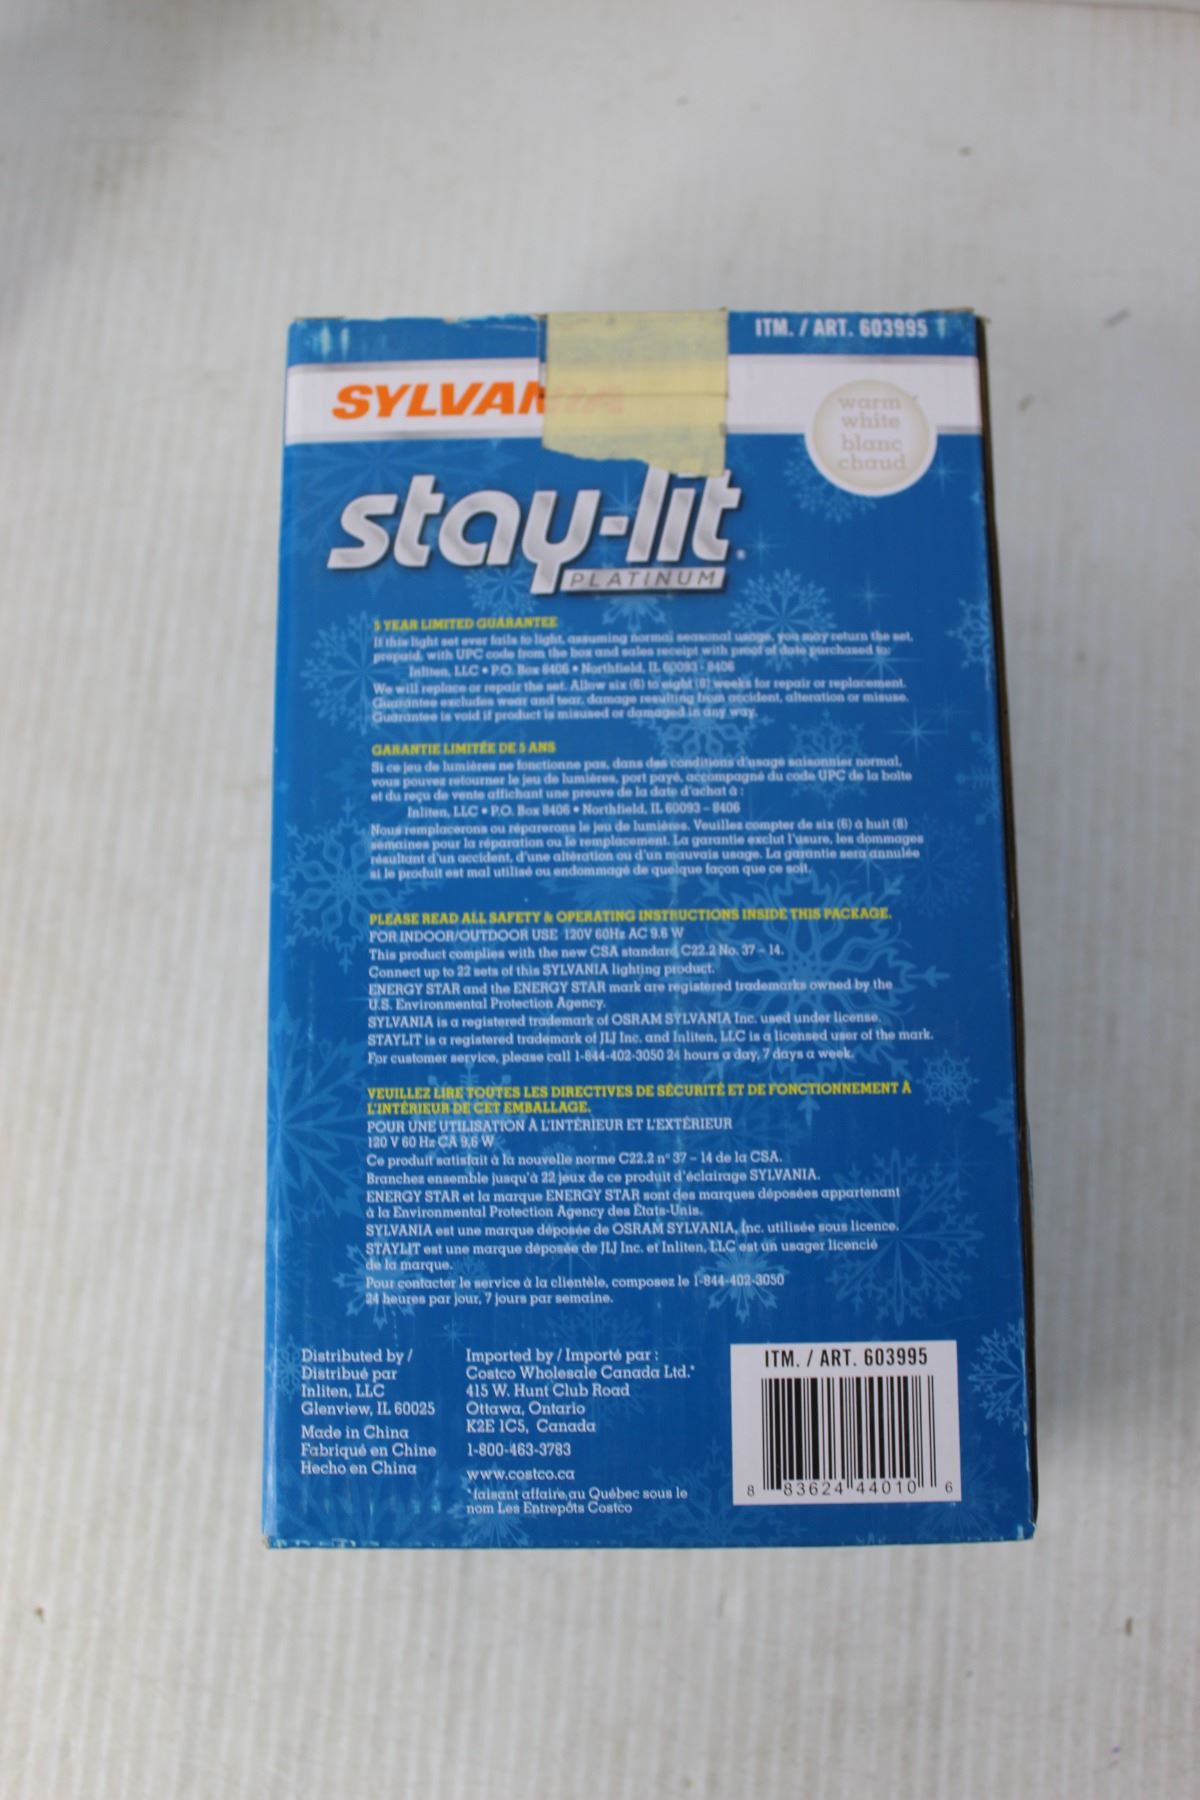 ITM. / ART. 603995
SYLVANIA
warm
white
blanc
chaud
stay-lit
PLATINUM
5 YEAR LIMITED GUARANTEE
If this light set ever fails to light, assuming normal seasonal usage, you may return the set,
prepaid, with UPC code from the box and sales receipt with proof of date purchased to:
Inliten, LLC • P.O. Box 8406 • Northfield, IL 60093 - 8406
We will replace or repair the set. Allow six (6) to eight (8) weeks for repair or replacement.
Guarantee excludes wear and tear, damage resulting from accident, alteration or misuse.
Guarantee is void if product is misused or damaged in any way.
GARANTIE LIMITÉE DE 5 ANS
Si ce jeu de lumières ne fonctionne pas, dans des conditions d'usage saisonnier normal,
vous pouvez retourner le jeu de lumières, port payé, accompagné du code UPC de la boîte
et du reçu de vente affichant une preuve de la date d'achat à :
Inliten, LLC • P.O. Box 8406 • Northfield, IL 60093 – 8406
Nous remplacerons ou réparerons le jeu de lumières. Veuillez compter de six (6) à huit (8)
semaines pour la réparation ou le remplacement. La garantie exclut l'usure, les dommages
résultant d'un accident, d'une altération ou d'un mauvais usage. La garantie sera annulée
si le produit est mal utilisé ou endommagé de quelque façon que ce soit.
PLEASE READ ALL SAFETY & OPERATING INSTRUCTIONS INSIDE THIS PACKAGE.
FOR INDOOR/OUTDOOR USE 120V 60Hz AC 9.6 W
This product complies with the new CSA standard C22.2 No. 37 – 14.
Connect up to 22 sets of this SYLVANIA lighting product.
ENERGY STAR and the ENERGY STAR mark are registered trademarks owned by the
U.S. Environmental Protection Agency.
SYLVANIA is a registered trademark of OSRAM SYLVANIA Inc. used under license.
STAYLIT is a registered trademark of JLJ Inc. and Inliten, LLC is a licensed user of the mark.
For customer service, please call 1-844-402-3050 24 hours a day, 7 days a week.
VEUILLEZ LIRE TOUTES LES DIRECTIVES DE SÉCURITÉ ET DE FONCTIONNEMENT À
L'INTÉRIEUR DE CET EMBALLAGE.
POUR UNE UTILISATION À L'INTÉRIEUR ET L'EXTÉRIEUR
120 V 60 Hz CA 9,6 W
Ce produit satisfait à la nouvelle norme C22.2 n° 37 – 14 de la CSA.
Branchez ensemble jusqu'à 22 jeux de ce produit d'éclairage SYLVANIA.
ENERGY STAR et la marque ENERGY STAR sont des marques déposées appartenant
à la Environmental Protection Agency des États-Unis.
SYLVANIA est une marque déposée de OSRAM SYLVANIA, Inc. utilisée sous licence.
STAYLIT est une marque déposée de JLJ Inc. et Inliten, LLC est un usager licencié
de la marque.
Pour contacter le service à la clientèle, composez le 1-844-402-3050
24 heures par jour, 7 jours par semaine.
Distributed by /
Distribué par
Inliten, LLC
Glenview, IL 60025
Made in China
Fabriqué en Chine
Hecho en China
Imported by / Importé par :
Costco Wholesale Canada Ltd.*
415 W. Hunt Club Road
Ottawa, Ontario
K2E 1C5, Canada
1-800-463-3783
www.costco.ca
*faisant affaire au Québec sous le
nom Les Entrepôts Costco
ITM. / ART. 603995
8 83624 44010 6